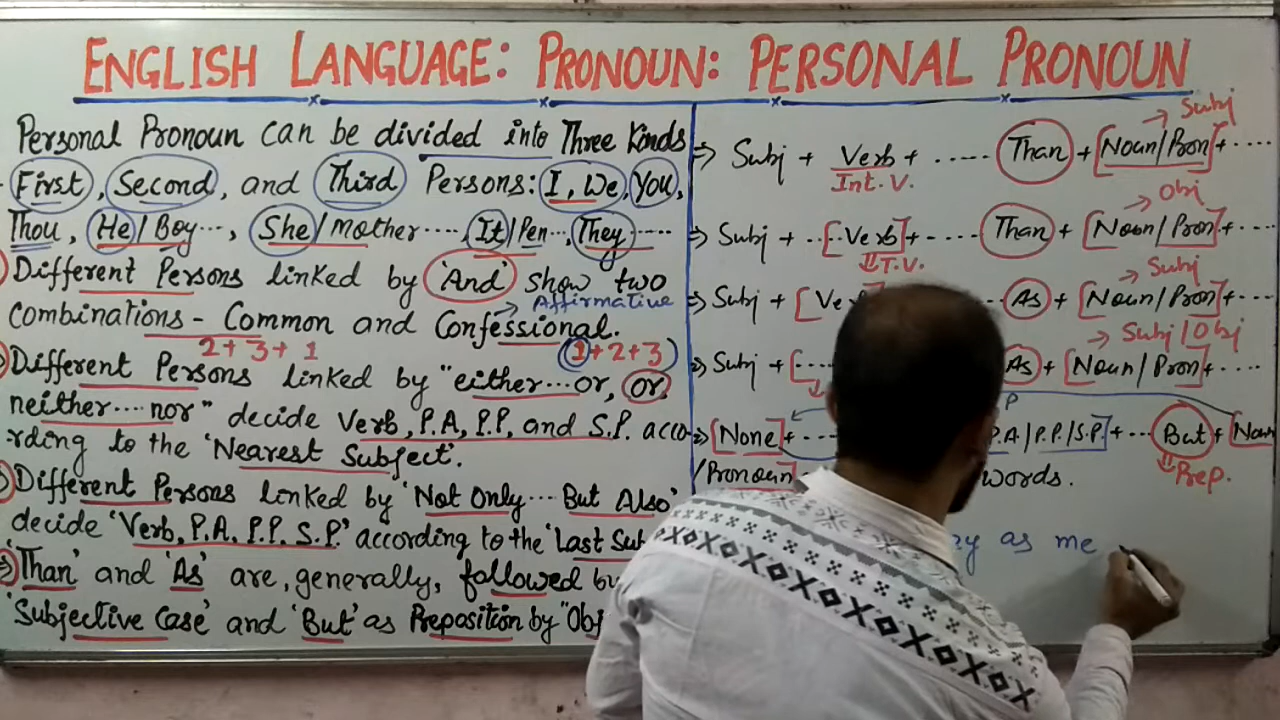 ENGLISH LANGUAGE: PRONOUN: PERSONAL PRONOUN
Personal Pronoun can be divided into Three Kinds
First, Second, and Third Persons: I, We, You,
Thou, He/Boy..., She/mother....., It/Pen..., They.....
Different Persons linked by 'And' show two
→ Affirmative
combinations - Common and Confessional.
2+3+1 (1+2+3)
Different Persons linked by "either...or, or
neither....nor" decide Verb, P.A, P.P, and S.P. acco-
rding to the 'Nearest Subject'.
Different Persons linked by 'Not Only....But Also'
decide 'Verb, P.A, P.P, S.P.' according to the 'Last Sub
'Than' and 'As' are, generally, followed by
'Subjective Case' and 'But' as Preposition by "Obj
→ Subj
⇒ Subj + Verb + ..... Than + [Noun/Pron] + ....
Int. V.
→ Obj
⇒ Subj + ..[Verb] + .... Than + [Noun/Pron] + ....
⇓ T.V.
→ Subj
⇒ Subj + [Ve ... As + [Noun/Pron] + ....
→ Subj/Obj
⇒ Subj + [..... As + [Noun/Pron] + ....
⇒ [None] + .... P.A/P.P./S.P.] + ... But + [Noun
/Pronoun] words.
⇓ Prep.
as me